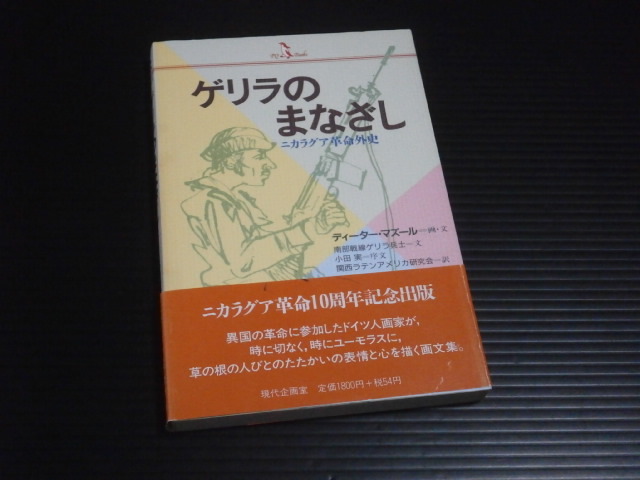 ゲリラの
まなざし
ニカラグア革命外史
ディーター・マズール―画・文
南部戦線ゲリラ兵士―文
小田 実―序文
関西ラテンアメリカ研究会―訳
ニカラグア革命10周年記念出版
異国の革命に参加したドイツ人画家が,
時に切なく,時にユーモラスに,
草の根の人びとのたたかいの表情と心を描く画文集。
現代企画室 定価1800円+税54円